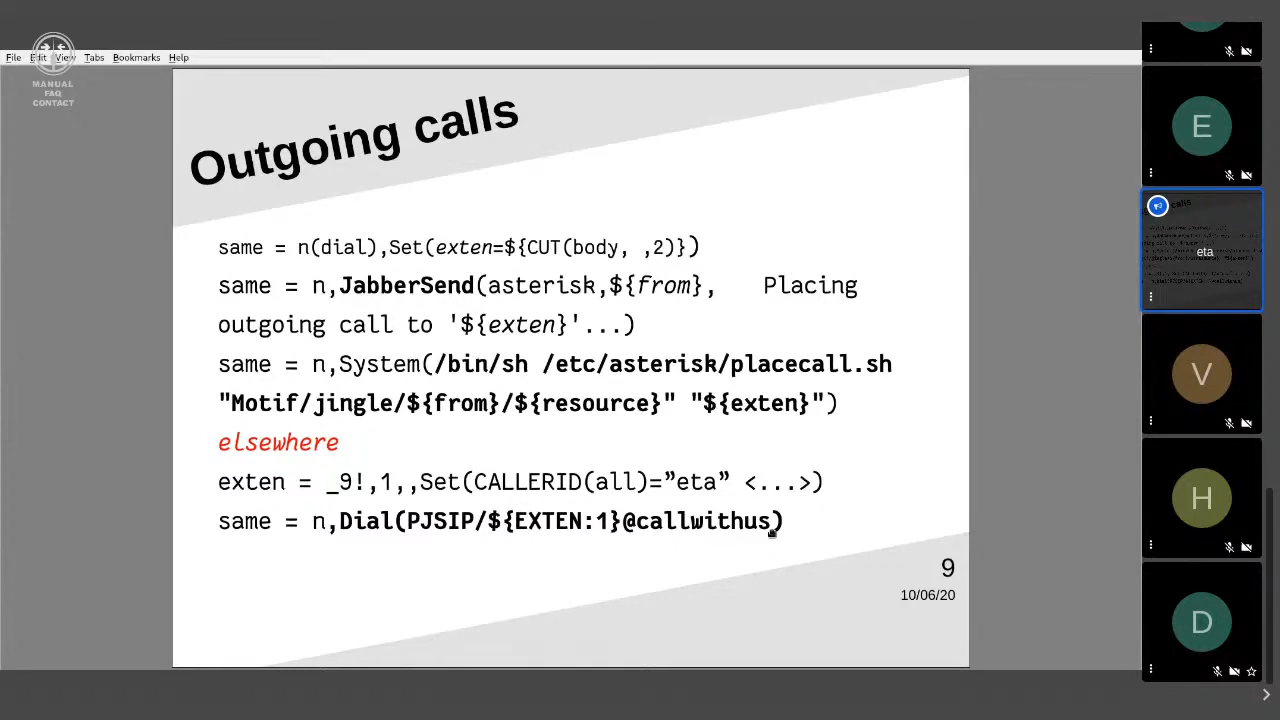 MANUAL
FAQ
CONTACT
File Edit View Tabs Bookmarks Help
Outgoing calls
same = n(dial),Set(exten=${CUT(body, ,2)})
same = n,JabberSend(asterisk,${from}, Placing
outgoing call to '${exten}'...)
same = n,System(/bin/sh /etc/asterisk/placecall.sh
"Motif/jingle/${from}/${resource}" "${exten}")
elsewhere
exten = _9!,1,,Set(CALLERID(all)=”eta” <...>)
same = n,Dial(PJSIP/${EXTEN:1}@callwithus)
9
10/06/20
E
calls
eta
V
H
D